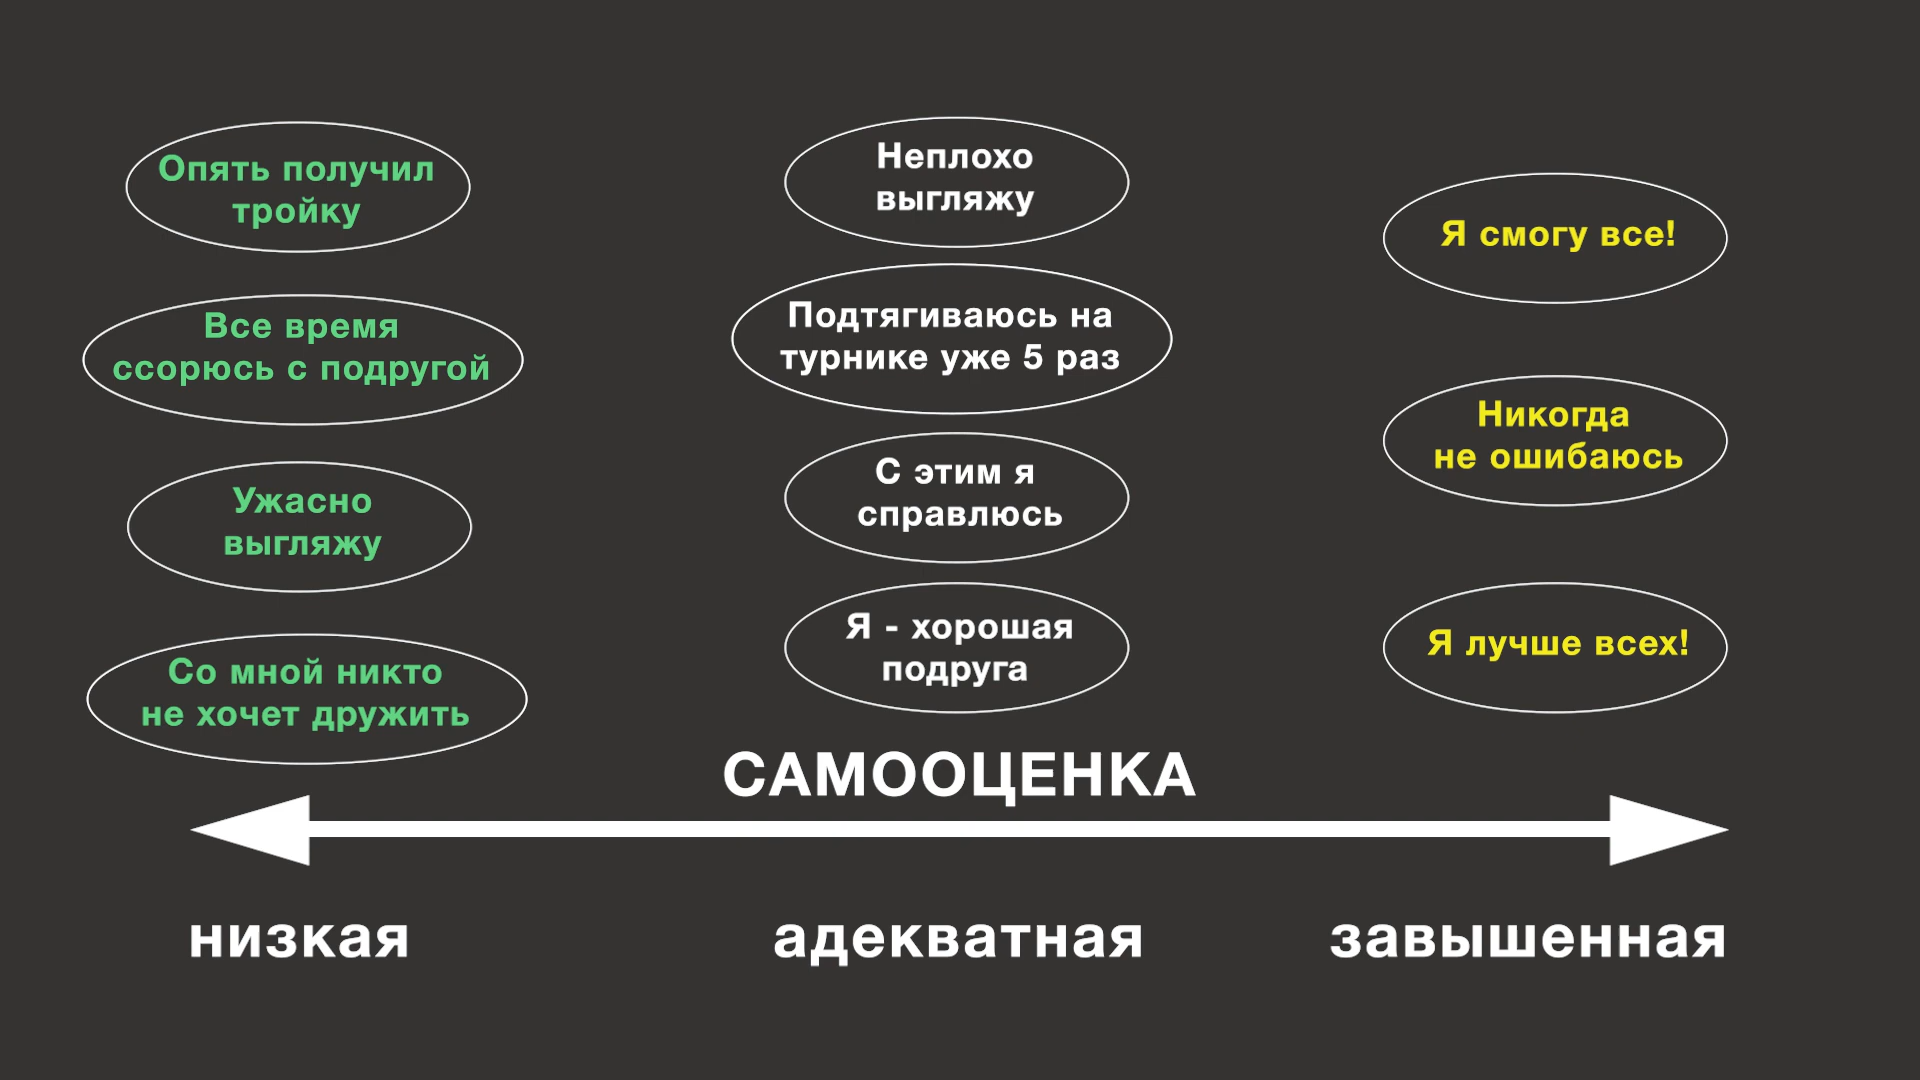 Опять получил
тройку
Все время
ссорюсь с подругой
Ужасно
выгляжу
Со мной никто
не хочет дружить
Неплохо
выгляжу
Подтягиваюсь на
турнике уже 5 раз
С этим я
справлюсь
Я - хорошая
подруга
Я смогу все!
Никогда
не ошибаюсь
Я лучше всех!
САМООЦЕНКА
низкая
адекватная
завышенная